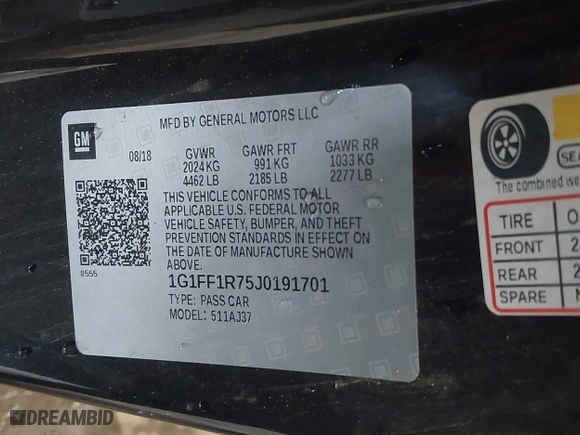 MFD BY GENERAL MOTORS LLC
GM
08/18 GVWR GAWR FRT GAWR RR
2024 KG 991 KG 1033 KG
4462 LB 2185 LB 2277 LB
THIS VEHICLE CONFORMS TO ALL
APPLICABLE U.S. FEDERAL MOTOR
VEHICLE SAFETY, BUMPER, AND THEFT
PREVENTION STANDARDS IN EFFECT ON
THE DATE OF MANUFACTURE SHOWN
ABOVE.
8555
1G1FF1R75J0191701
TYPE: PASS CAR
MODEL: 511AJ37
The combined
TIRE
FRONT 2
REAR 2
SPARE
DREAMBID